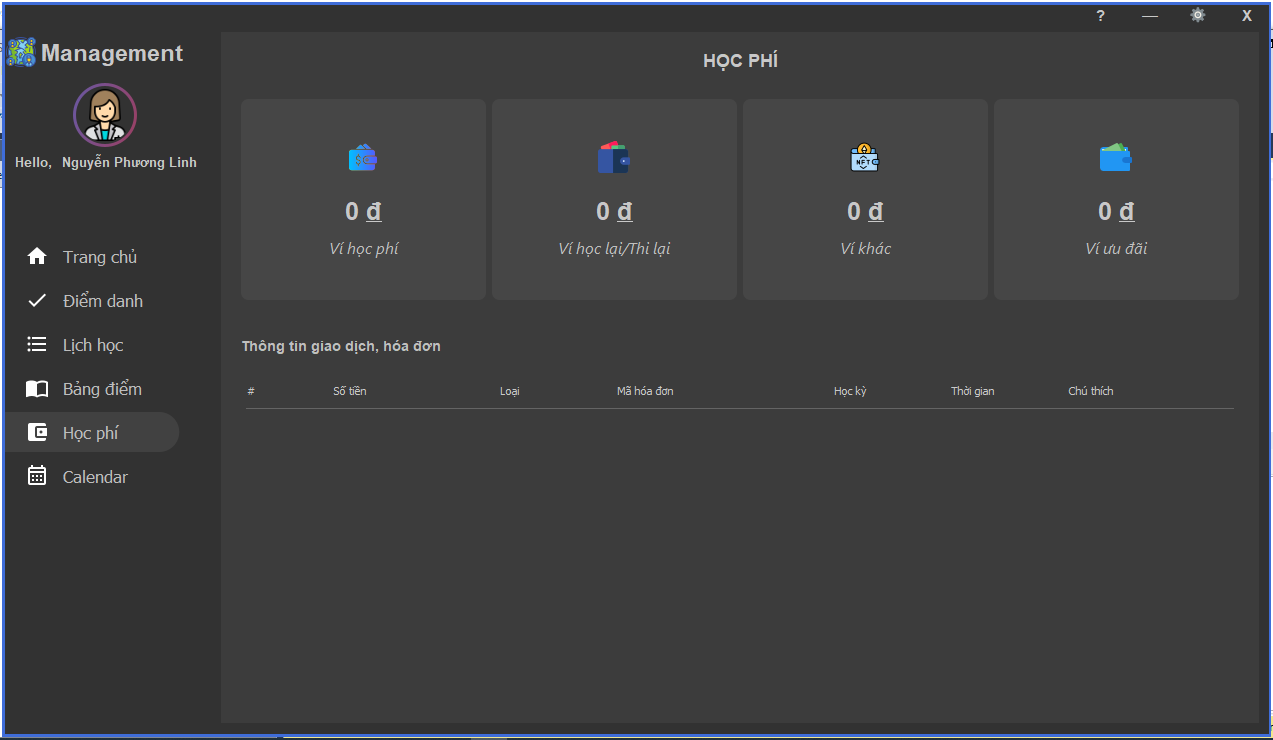 ? — X
Management
Hello, Nguyễn Phương Linh
Trang chủ
Điểm danh
Lịch học
Bảng điểm
Học phí
Calendar
HỌC PHÍ
0 đ
Ví học phí
0 đ
Ví học lại/Thi lại
NFT
0 đ
Ví khác
0 đ
Ví ưu đãi
Thông tin giao dịch, hóa đơn
# Số tiền Loại Mã hóa đơn Học kỳ Thời gian Chú thích